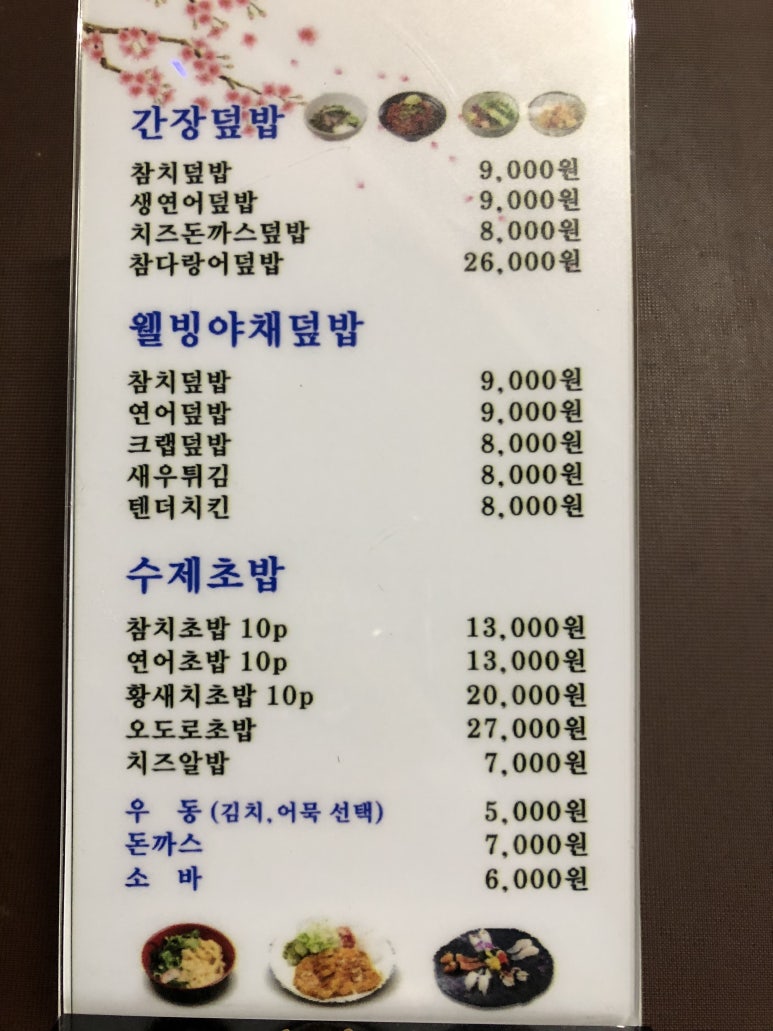 간장덮밥
참치덮밥 9,000원
생연어덮밥 9,000원
치즈돈까스덮밥 8,000원
참다랑어덮밥 26,000원
웰빙야채덮밥
참치덮밥 9,000원
연어덮밥 9,000원
크랩덮밥 8,000원
새우튀김 8,000원
텐더치킨 8,000원
수제초밥
참치초밥 10p 13,000원
연어초밥 10p 13,000원
황새치초밥 10p 20,000원
오도로초밥 27,000원
치즈알밥 7,000원
우 동 (김치,어묵 선택) 5,000원
돈까스 7,000원
소 바 6,000원